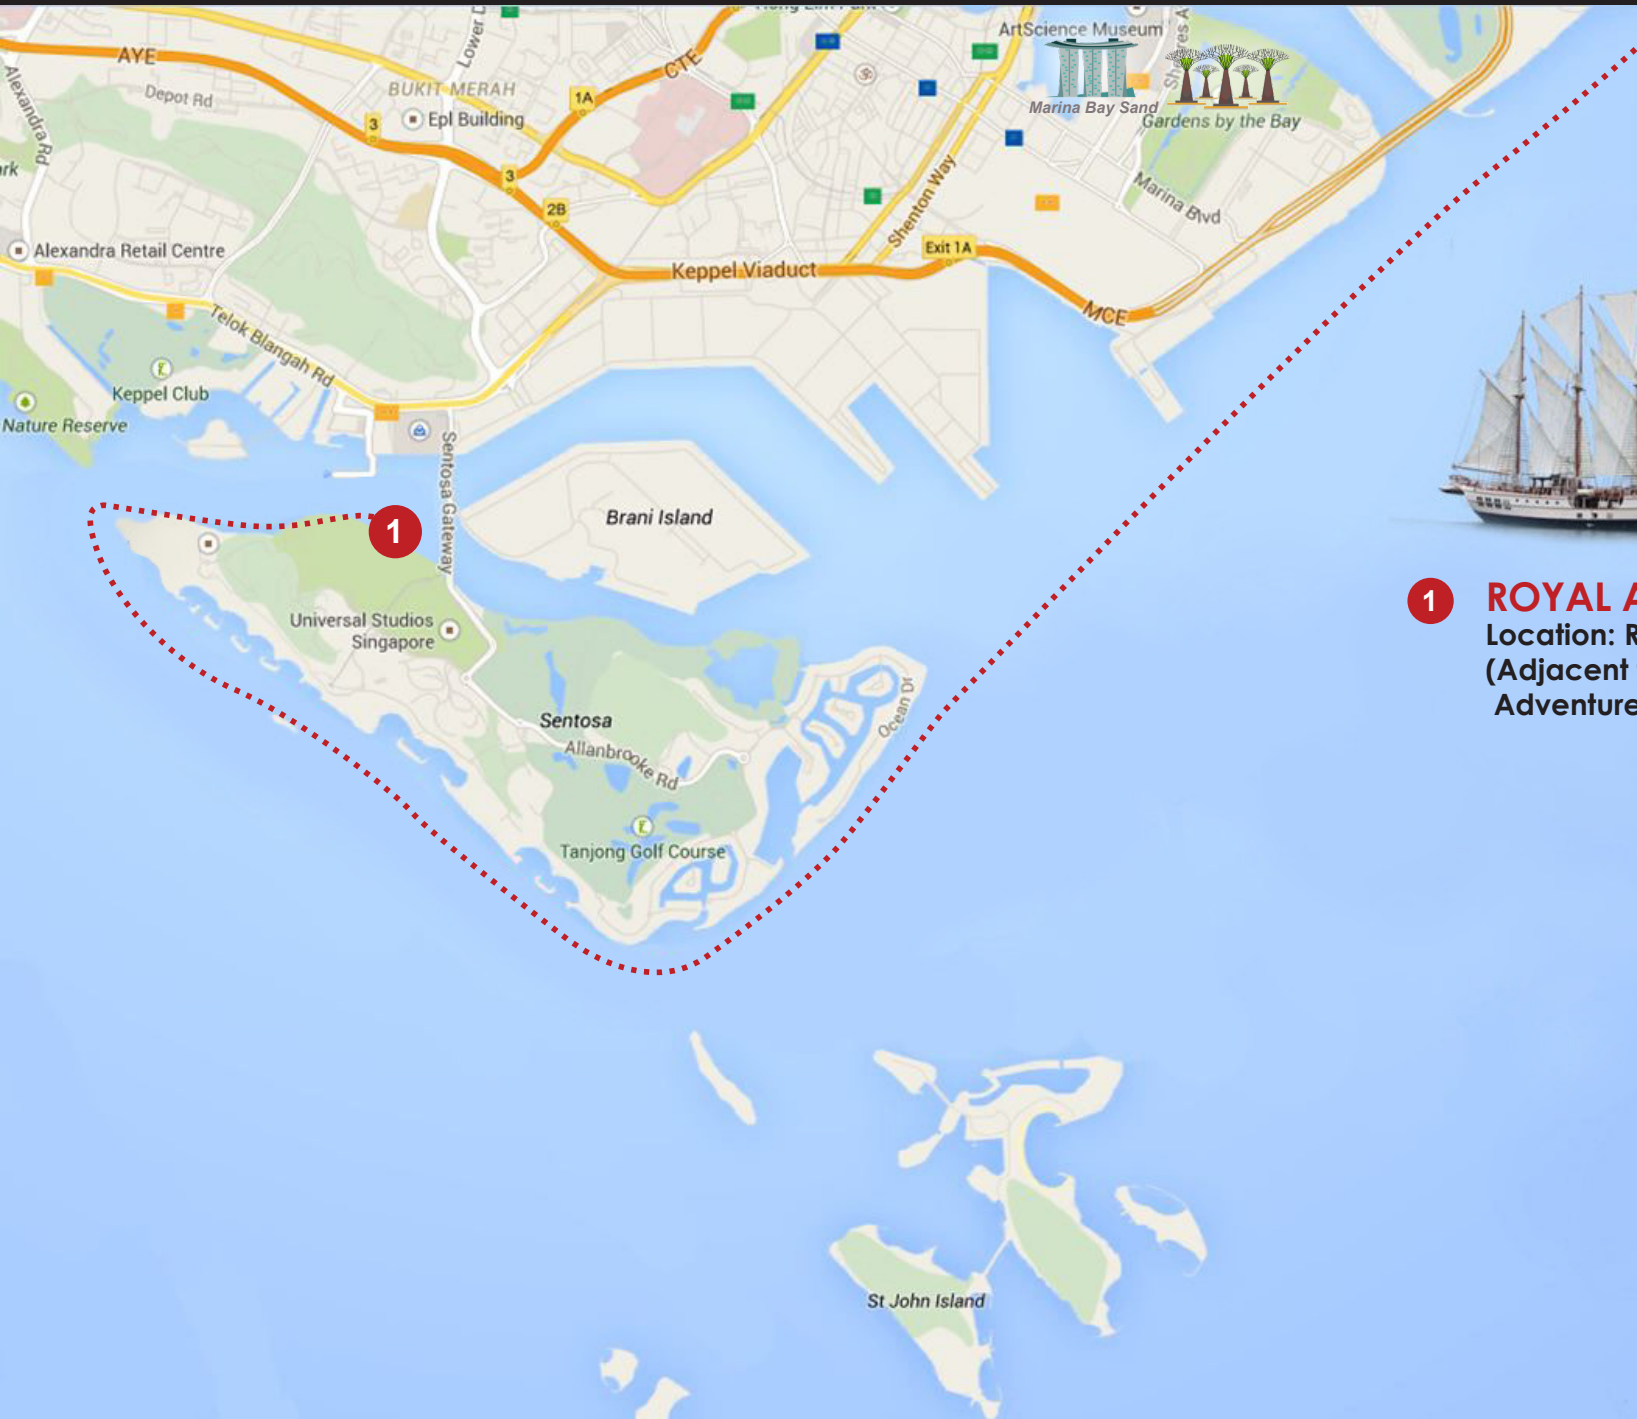 ArtScience Museum
AYE
CTE
Lower
Alexandra Rd
Depot Rd
BUKIT MERAH
1A
Epl Building
3
Marina Bay Sand
Gardens by the Bay
3
2B
Shenton Way
Marina Blvd
Alexandra Retail Centre
Exit 1A
Keppel Viaduct
MCE
Telok Blangah Rd
Keppel Club
Nature Reserve
Sentosa Gateway
Brani Island
1
1
ROYAL A
Location: R
(Adjacent
Adventure
Universal Studios
Singapore
Ocean Dr
Sentosa
Allanbrooke Rd
Tanjong Golf Course
St John Island